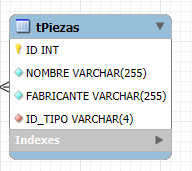 tPiezas
ID INT
NOMBRE VARCHAR(255)
FABRICANTE VARCHAR(255)
ID_TIPO VARCHAR(4)
Indexes